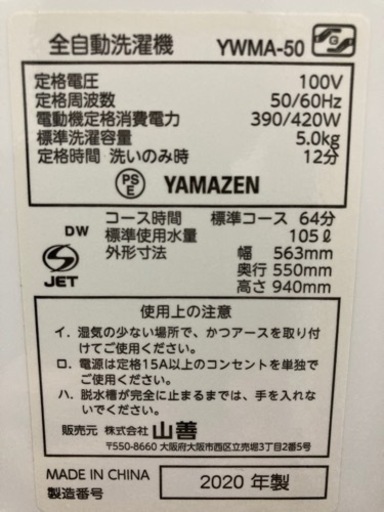 全自動洗濯機 YWMA-50
定格電圧 100V
定格周波数 50/60Hz
電動機定格消費電力 390/420W
標準洗濯容量 5.0kg
定格時間 洗いのみ時 12分
PS E YAMAZEN
コース時間 標準コース 64分
DW 標準使用水量 105ℓ
外形寸法 幅 563mm
奥行 550mm
JET 高さ 940mm
使用上の注意
イ. 湿気の少ない場所で、かつアースを取り付
けてご使用ください。
ロ. 電源は定格15A以上のコンセントを単独で
ご使用ください。
ハ. 脱水槽が完全に止まるまでは、手を入れな
いでください。
販売元 株式会社 山善
〒550-8660 大阪府大阪市西区立売堀3丁目2番5号
MADE IN CHINA
製造番号 2020 年製